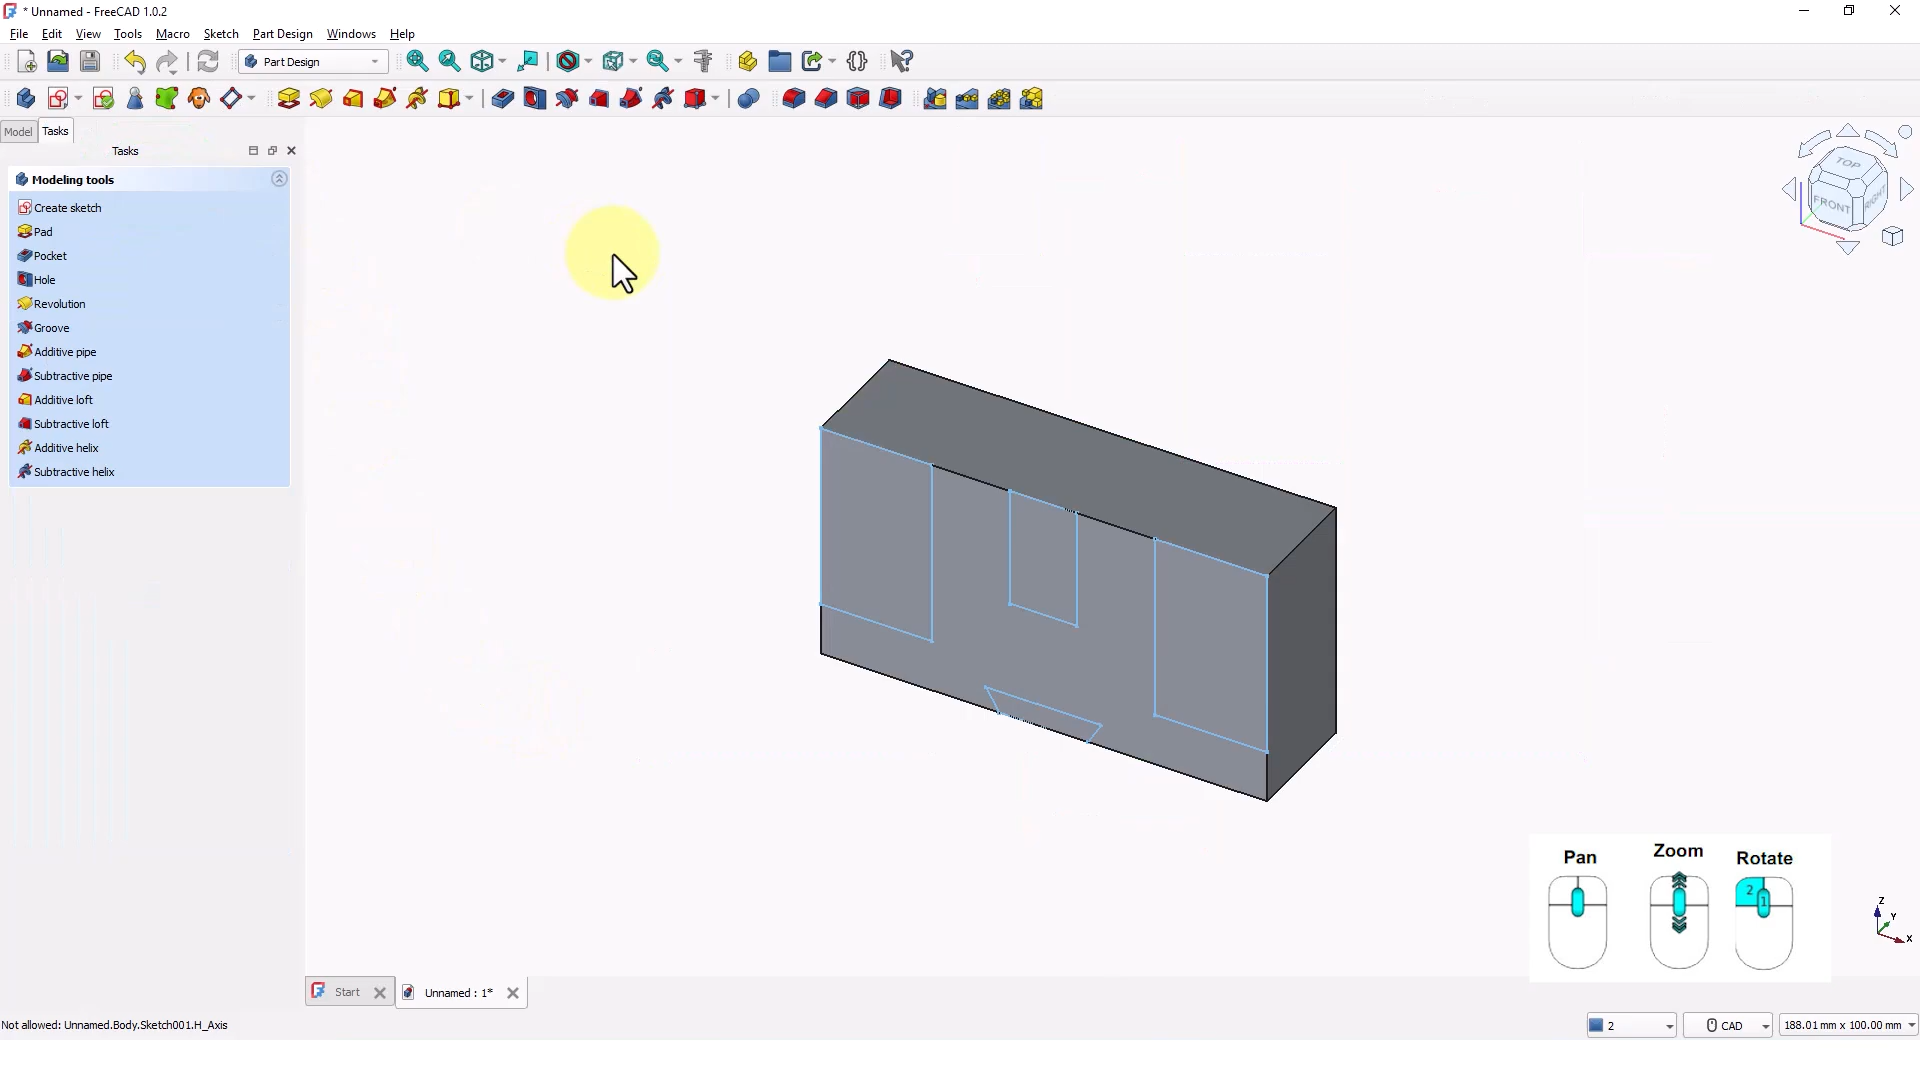 * Unnamed - FreeCAD 1.0.2
File Edit View Tools Macro Sketch Part Design Windows Help
Part Design
Model Tasks
Tasks
Modeling tools
Create sketch
Pad
Pocket
Hole
Revolution
Groove
Additive pipe
Subtractive pipe
Additive loft
Subtractive loft
Additive helix
Subtractive helix
TOP
FRONT RIGHT
Pan Zoom Rotate
2
1
Z
Y
X
Start Unnamed : 1*
Not allowed: Unnamed.Body.Sketch001.H_Axis
2 CAD 188.01 mm x 100.00 mm